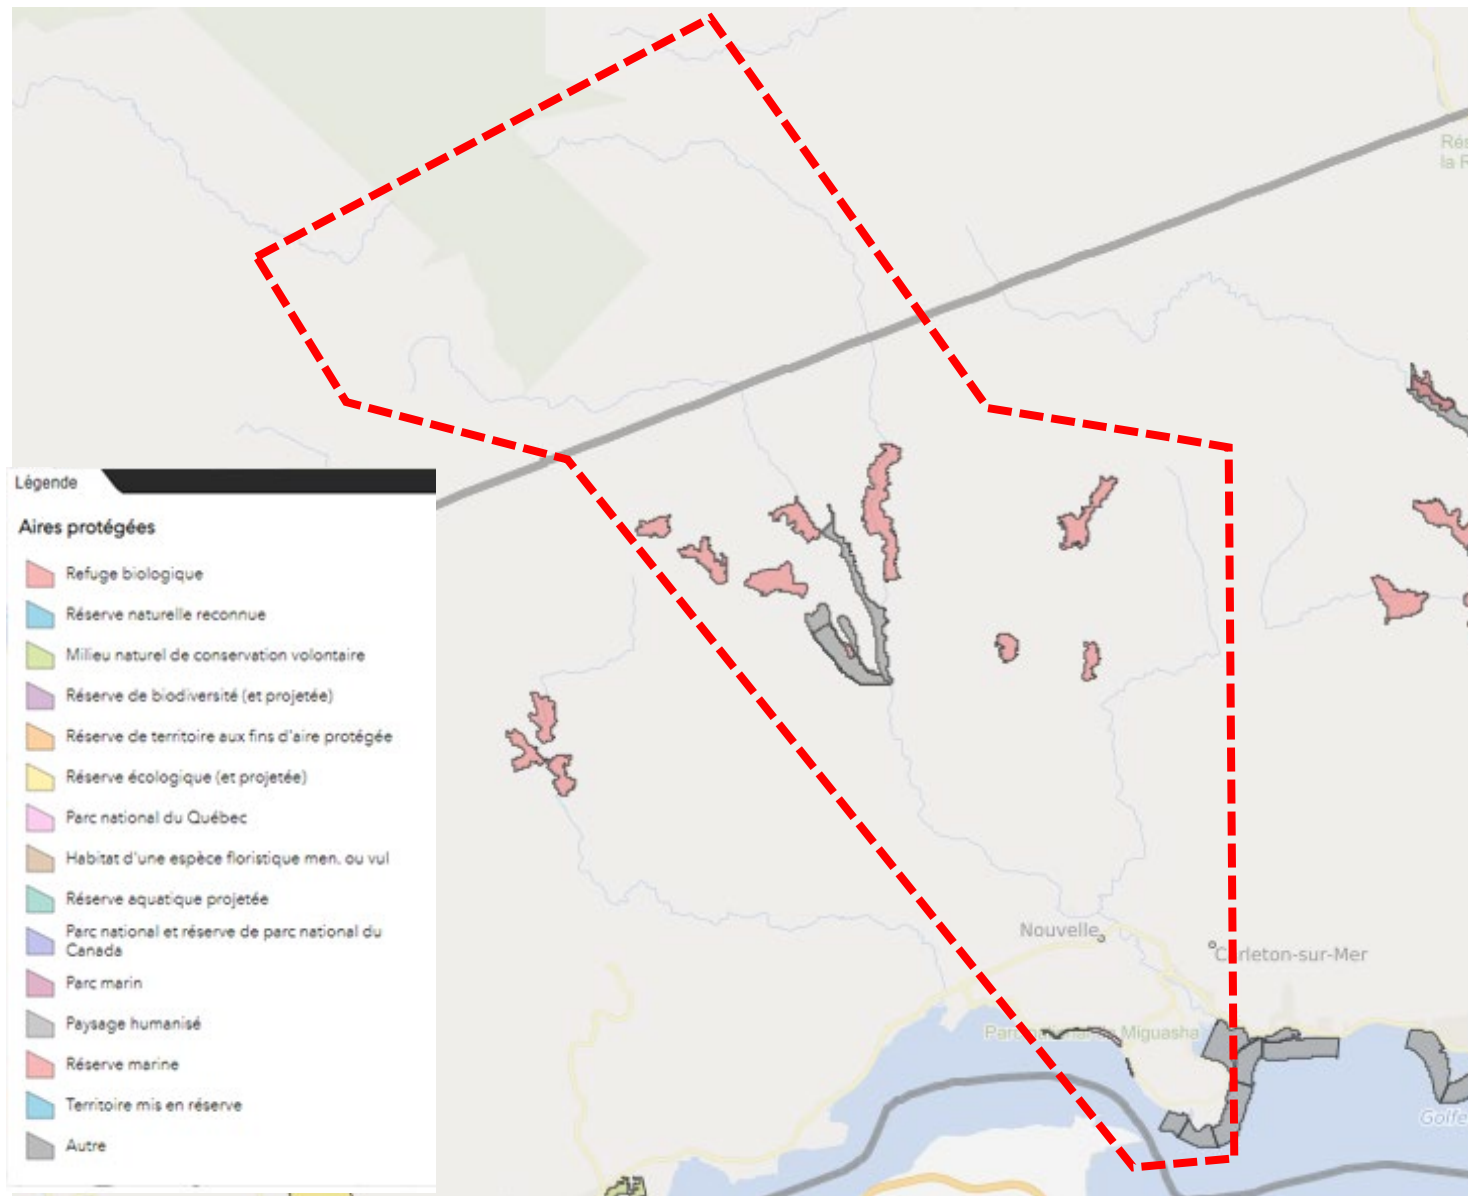 Rés
la R
Légende
Aires protégées
Refuge biologique
Réserve naturelle reconnue
Milieu naturel de conservation volontaire
Réserve de biodiversité (et projetée)
Réserve de territoire aux fins d'aire protégée
Réserve écologique (et projetée)
Parc national du Québec
Habitat d'une espèce floristique men. ou vul
Réserve aquatique projetée
Parc national et réserve de parc national du
Canada
Parc marin
Paysage humanisé
Réserve marine
Territoire mis en réserve
Autre
Nouvelle
Carleton-sur-Mer
Miguasha
Golfe